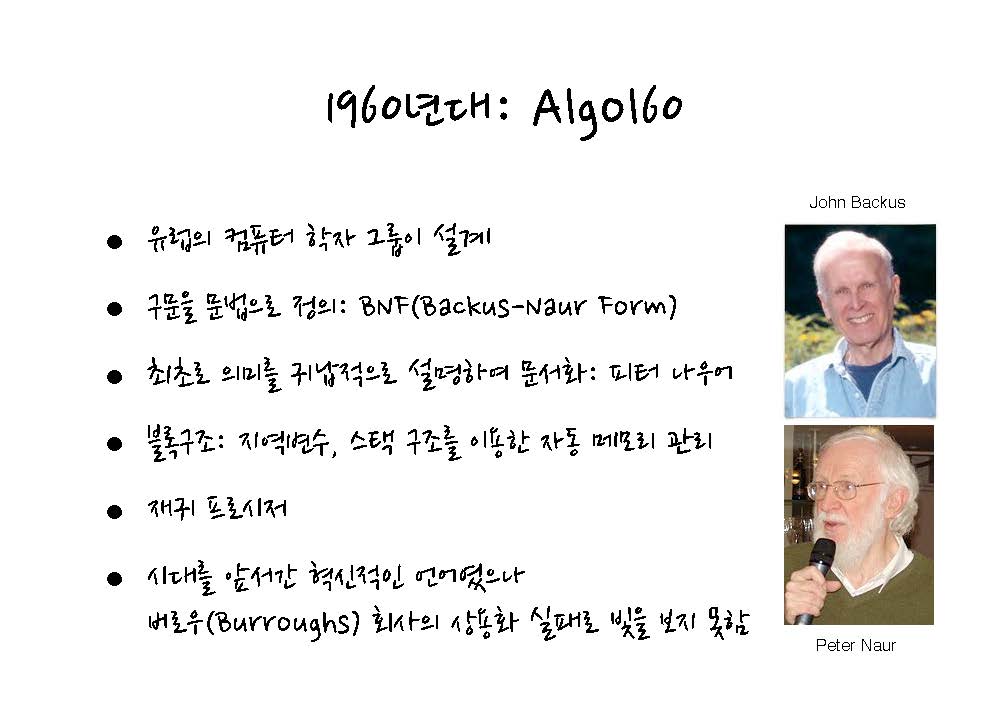 1960년대: Algol60
John Backus
● 유럽의 컴퓨터 학자 그룹이 설계
● 구문을 문법으로 정의: BNF(Backus-Naur Form)
● 최초로 의미를 귀납적으로 설명하며 문서화: 피터 나우어
● 블록구조: 지역변수, 스택 구조를 이용한 자동 메모리 관리
● 재귀 프로시저
● 시대를 앞서간 혁신적인 언어였으나
버로우(Burroughs) 회사의 상용화 실패로 빛을 보지 못함
Peter Naur